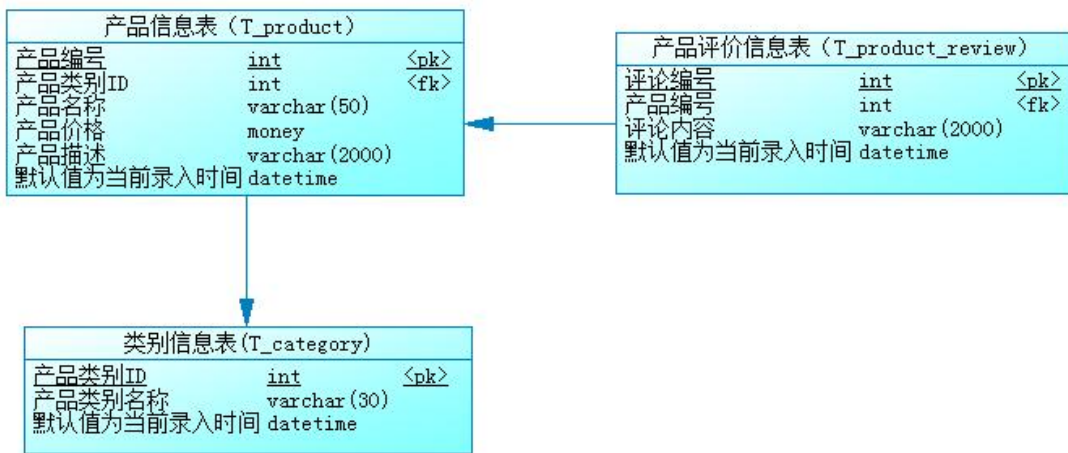 产品信息表（T_product）
产品编号 int <pk>
产品类别ID int <fk>
产品名称 varchar(50)
产品价格 money
产品描述 varchar(2000)
默认值为当前录入时间 datetime
产品评价信息表（T_product_review）
评论编号 int <pk>
产品编号 int <fk>
评论内容 varchar(2000)
默认值为当前录入时间 datetime
类别信息表(T_category)
产品类别ID int <pk>
产品类别名称 varchar(30)
默认值为当前录入时间 datetime